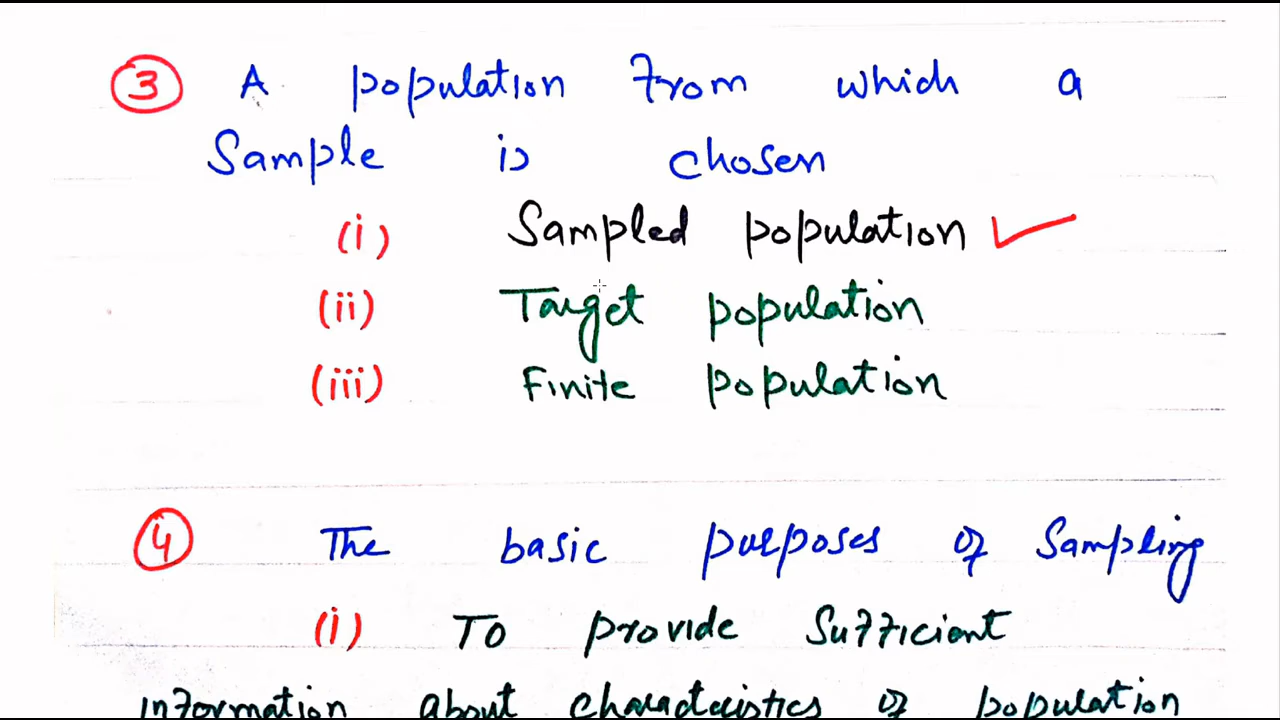 3 A population from which a
Sample is chosen
(i) Sampled population ✓
(ii) Target population
(iii) Finite population
4 The basic purposes of Sampling
(i) To provide Sufficient
information about characteristics of population